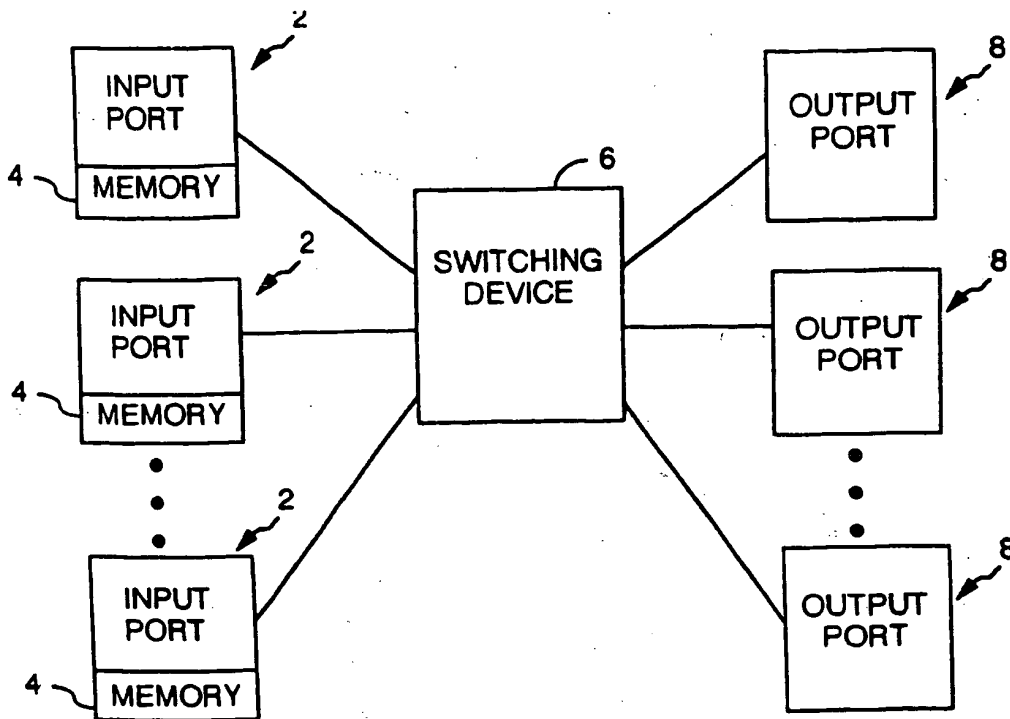 2
INPUT
PORT
4
MEMORY
2
INPUT
PORT
4
MEMORY
2
INPUT
PORT
4
MEMORY
6
SWITCHING
DEVICE
8
OUTPUT
PORT
8
OUTPUT
PORT
8
OUTPUT
PORT